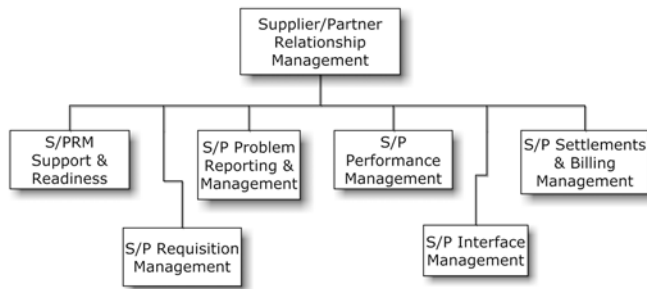 Supplier/Partner
Relationship
Management
S/PRM
Support &
Readiness
S/P Problem
Reporting &
Management
S/P
Performance
Management
S/P Settlements
& Billing
Management
S/P Requisition
Management
S/P Interface
Management